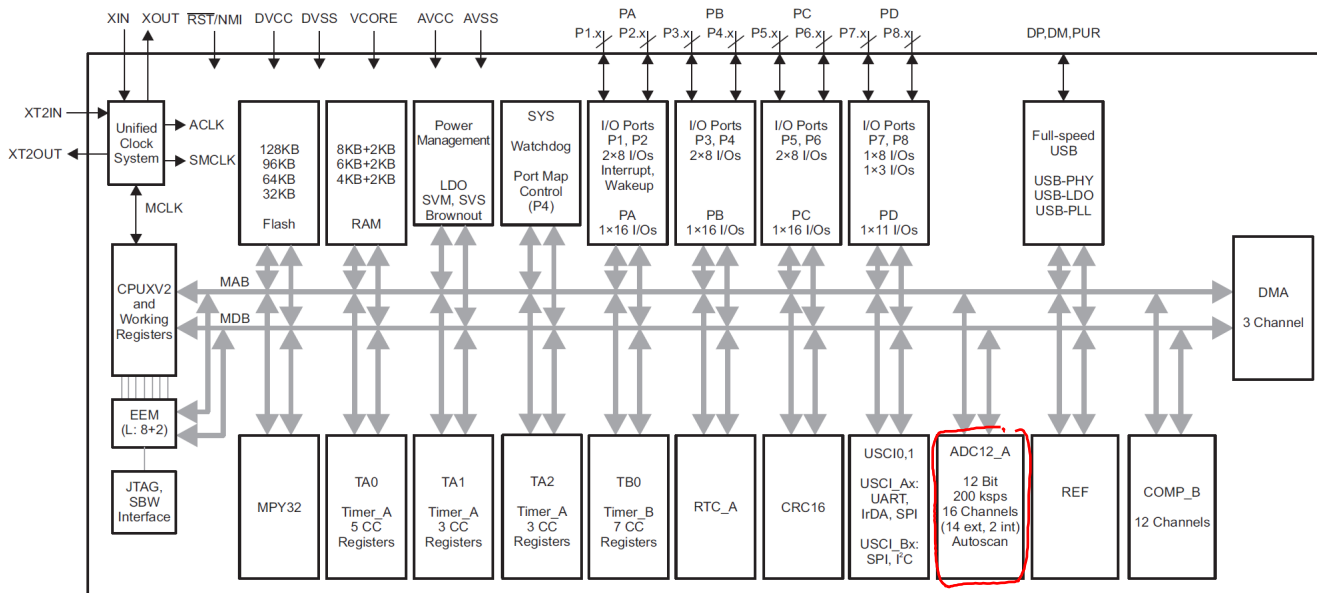 XIN
XOUT
RST/NMI
DVCC
DVSS
VCORE
AVCC
AVSS
PA
P1.x
P2.x
PB
P3.x
P4.x
PC
P5.x
P6.x
PD
P7.x
P8.x
DP,DM,PUR
XT2IN
XT2OUT
Unified
Clock
System
ACLK
SMCLK
MCLK
128KB
96KB
64KB
32KB
Flash
8KB+2KB
6KB+2KB
4KB+2KB
RAM
Power
Management
LDO
SVM, SVS
Brownout
SYS
Watchdog
Port Map
Control
(P4)
I/O Ports
P1, P2
2×8 I/Os
Interrupt,
Wakeup
PA
1×16 I/Os
I/O Ports
P3, P4
2×8 I/Os
PB
1×16 I/Os
I/O Ports
P5, P6
2×8 I/Os
PC
1×16 I/Os
I/O Ports
P7, P8
1×8 I/Os
1×3 I/Os
PD
1×11 I/Os
Full-speed
USB
USB-PHY
USB-LDO
USB-PLL
CPUXV2
and
Working
Registers
MAB
MDB
DMA
3 Channel
EEM
(L: 8+2)
JTAG,
SBW
Interface
MPY32
TA0
Timer_A
5 CC
Registers
TA1
Timer_A
3 CC
Registers
TA2
Timer_A
3 CC
Registers
TB0
Timer_B
7 CC
Registers
RTC_A
CRC16
USCI0,1
USCI_Ax:
UART,
IrDA, SPI
USCI_Bx:
SPI, I²C
ADC12_A
12 Bit
200 ksps
16 Channels
(14 ext, 2 int)
Autoscan
REF
COMP_B
12 Channels